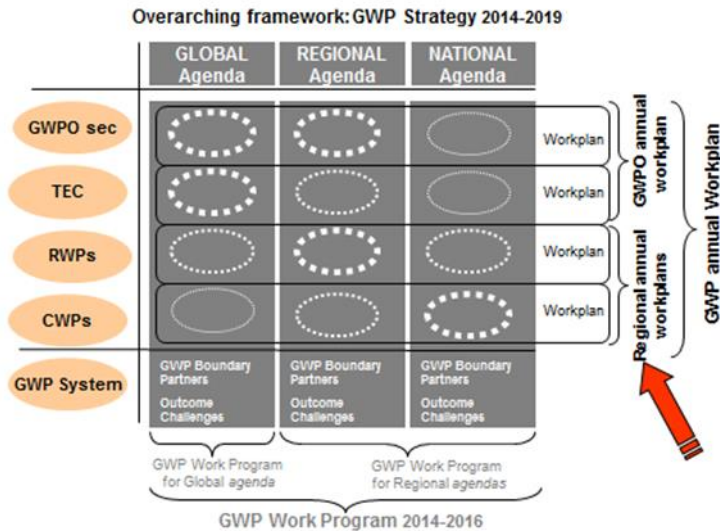 Overarching framework: GWP Strategy 2014-2019
GLOBAL
Agenda
REGIONAL
Agenda
NATIONAL
Agenda
GWPO sec
Workplan
TEC
Workplan
RWPs
Workplan
CWPs
Workplan
GWPO annual
workplan
Regional annual
workplans
GWP annual Workplan
GWP System
GWP Boundary
Partners
Outcome
Challenges
GWP Boundary
Partners
Outcome
Challenges
GWP Boundary
Partners
Outcome
Challenges
GWP Work Program
for Global agenda
GWP Work Program
for Regional agendas
GWP Work Program 2014-2016